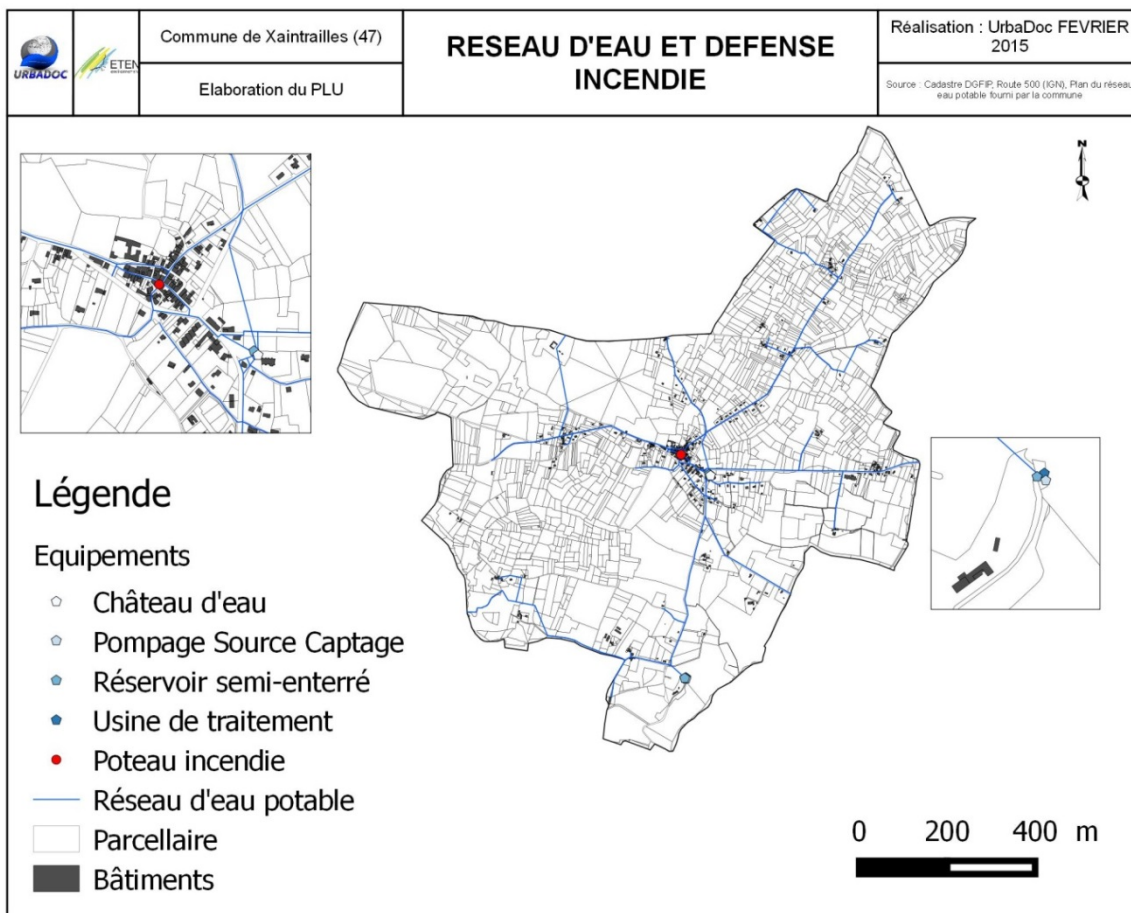 URBADOC
ETEN
Commune de Xaintrailles (47)
Elaboration du PLU
RESEAU D'EAU ET DEFENSE
INCENDIE
Réalisation : UrbaDoc FEVRIER
2015
Source : Cadastre DGFIP, Route 500 (IGN), Plan du réseau
eau potable fourni par la commune
N
Légende
Equipements
Château d'eau
Pompage Source Captage
Réservoir semi-enterré
Usine de traitement
Poteau incendie
Réseau d'eau potable
Parcellaire
Bâtiments
0 200 400 m